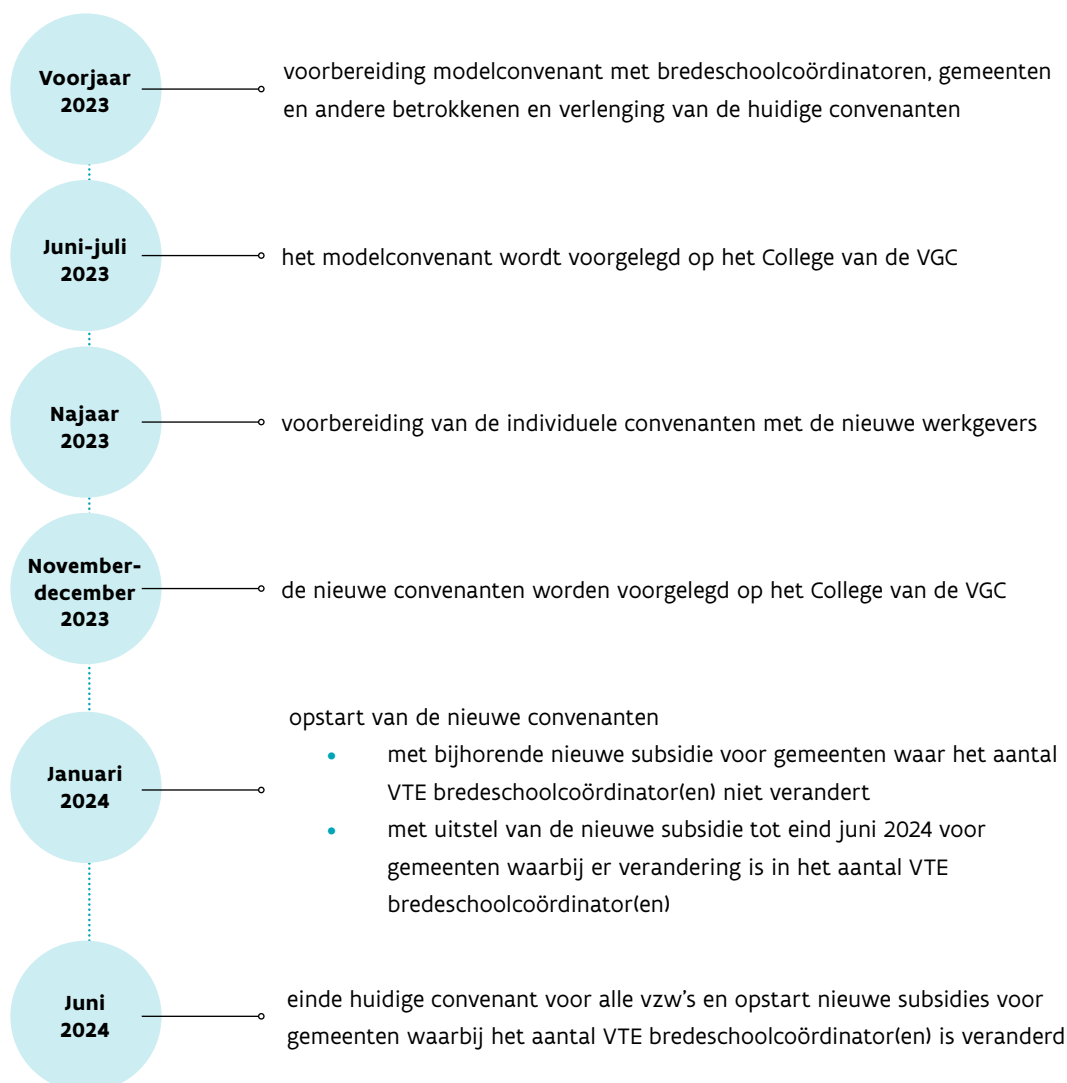 Voorjaar
2023
voorbereiding modelconvenant met bredeschoolcoördinatoren, gemeenten
en andere betrokkenen en verlenging van de huidige convenanten
Juni-juli
2023
het modelconvenant wordt voorgelegd op het College van de VGC
Najaar
2023
voorbereiding van de individuele convenanten met de nieuwe werkgevers
November-
december
2023
de nieuwe convenanten worden voorgelegd op het College van de VGC
Januari
2024
opstart van de nieuwe convenanten
• met bijhorende nieuwe subsidie voor gemeenten waar het aantal
VTE bredeschoolcoördinator(en) niet verandert
• met uitstel van de nieuwe subsidie tot eind juni 2024 voor
gemeenten waarbij er verandering is in het aantal VTE
bredeschoolcoördinator(en)
Juni
2024
einde huidige convenant voor alle vzw's en opstart nieuwe subsidies voor
gemeenten waarbij het aantal VTE bredeschoolcoördinator(en) is veranderd